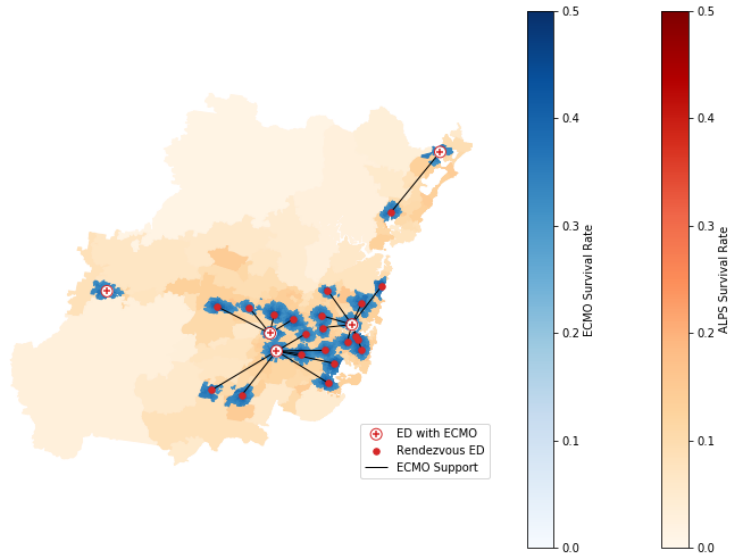 0.5
0.4
0.3
0.2
0.1
0.0
ECMO Survival Rate
0.5
0.4
0.3
0.2
0.1
0.0
ALPS Survival Rate
ED with ECMO
Rendezvous ED
ECMO Support